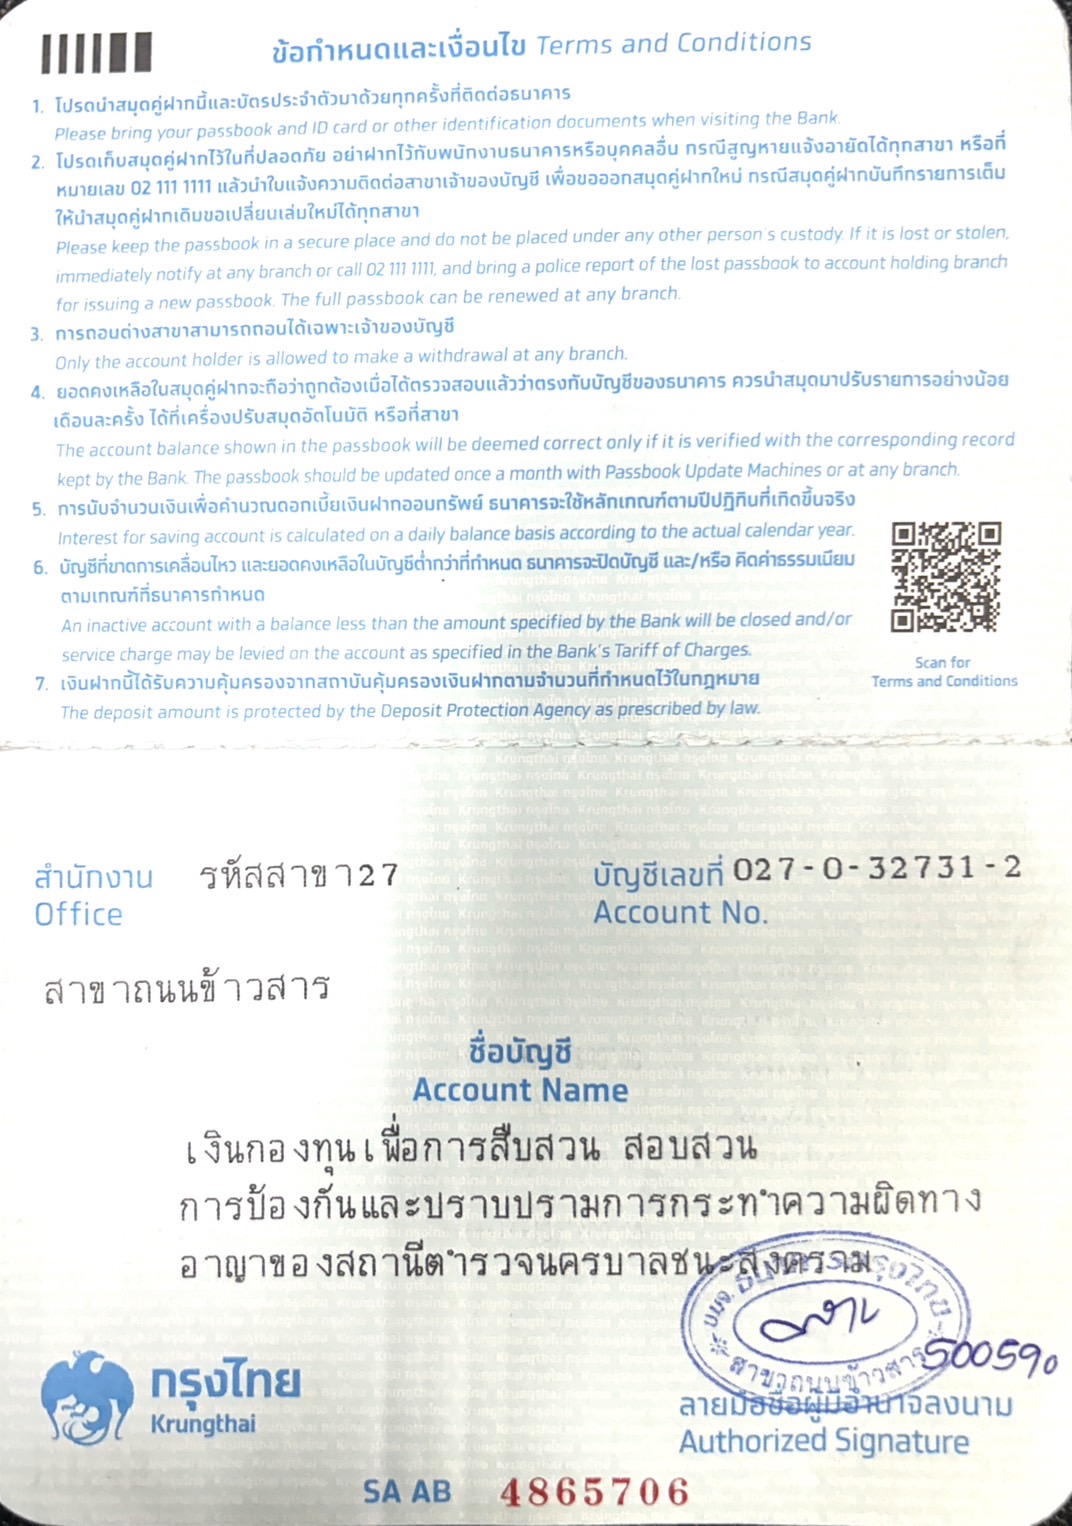 ข้อกำหนดและเงื่อนไข Terms and Conditions
1. โปรดนำสมุดคู่ฝากนี้และบัตรประจำตัวมาด้วยทุกครั้งที่ติดต่อธนาคาร
Please bring your passbook and ID card or other identification documents when visiting the Bank.
2. โปรดเก็บสมุดคู่ฝากไว้ในที่ปลอดภัย อย่าฝากไว้กับพนักงานธนาคารหรือบุคคลอื่น กรณีสูญหายแจ้งอายัดได้ทุกสาขา หรือที่
หมายเลข 02 111 1111 แล้วนำใบแจ้งความติดต่อสาขาเจ้าของบัญชี เพื่อขอออกสมุดคู่ฝากใหม่ กรณีสมุดคู่ฝากบันทึกรายการเต็ม
ให้นำสมุดคู่ฝากเดิมขอเปลี่ยนเล่มใหม่ได้ทุกสาขา
Please keep the passbook in a secure place and do not be placed under any other person's custody. If it is lost or stolen,
immediately notify at any branch or call 02 111 1111, and bring a police report of the lost passbook to account holding branch
for issuing a new passbook. The full passbook can be renewed at any branch.
3. การถอนต่างสาขาสามารถถอนได้เฉพาะเจ้าของบัญชี
Only the account holder is allowed to make a withdrawal at any branch.
4. ยอดคงเหลือในสมุดคู่ฝากจะถือว่าถูกต้องเมื่อได้ตรวจสอบแล้วว่าตรงกับบัญชีของธนาคาร ควรนำสมุดมาปรับรายการอย่างน้อย
เดือนละครั้ง ได้ที่เครื่องปรับสมุดอัตโนมัติ หรือที่สาขา
The account balance shown in the passbook will be deemed correct only if it is verified with the corresponding record
kept by the Bank. The passbook should be updated once a month with Passbook Update Machines or at any branch.
5. การนับจำนวนเงินเพื่อคำนวณดอกเบี้ยเงินฝากออมทรัพย์ ธนาคารจะใช้หลักเกณฑ์ตามปีปฏิทินที่เกิดขึ้นจริง
Interest for saving account is calculated on a daily balance basis according to the actual calendar year.
6. บัญชีที่ขาดการเคลื่อนไหว และยอดคงเหลือในบัญชีต่ำกว่าที่กำหนด ธนาคารจะปิดบัญชี และ/หรือ คิดค่าธรรมเนียม
ตามเกณฑ์ที่ธนาคารกำหนด
An inactive account with a balance less than the amount specified by the Bank will be closed and/or
service charge may be levied on the account as specified in the Bank's Tariff of Charges.
Scan for
Terms and Conditions
7. เงินฝากนี้ได้รับความคุ้มครองจากสถาบันคุ้มครองเงินฝากตามจำนวนที่กำหนดไว้ในกฎหมาย
The deposit amount is protected by the Deposit Protection Agency as prescribed by law.
สำนักงาน รหัสสาขา27
Office
บัญชีเลขที่ 027-0-32731-2
Account No.
สาขาถนนข้าวสาร
ชื่อบัญชี
Account Name
เงินกองทุนเพื่อการสืบสวน สอบสวน
การป้องกันและปราบปรามการกระทำความผิดทาง
อาญาของสถานีตำรวจนครบาลชนะสงคราม
บมจ. ธนาคารกรุงไทย
สาขาถนนข้าวสาร
500590
กรุงไทย
Krungthai
ลายมือชื่อผู้มีอำนาจลงนาม
Authorized Signature
SA AB 4865706